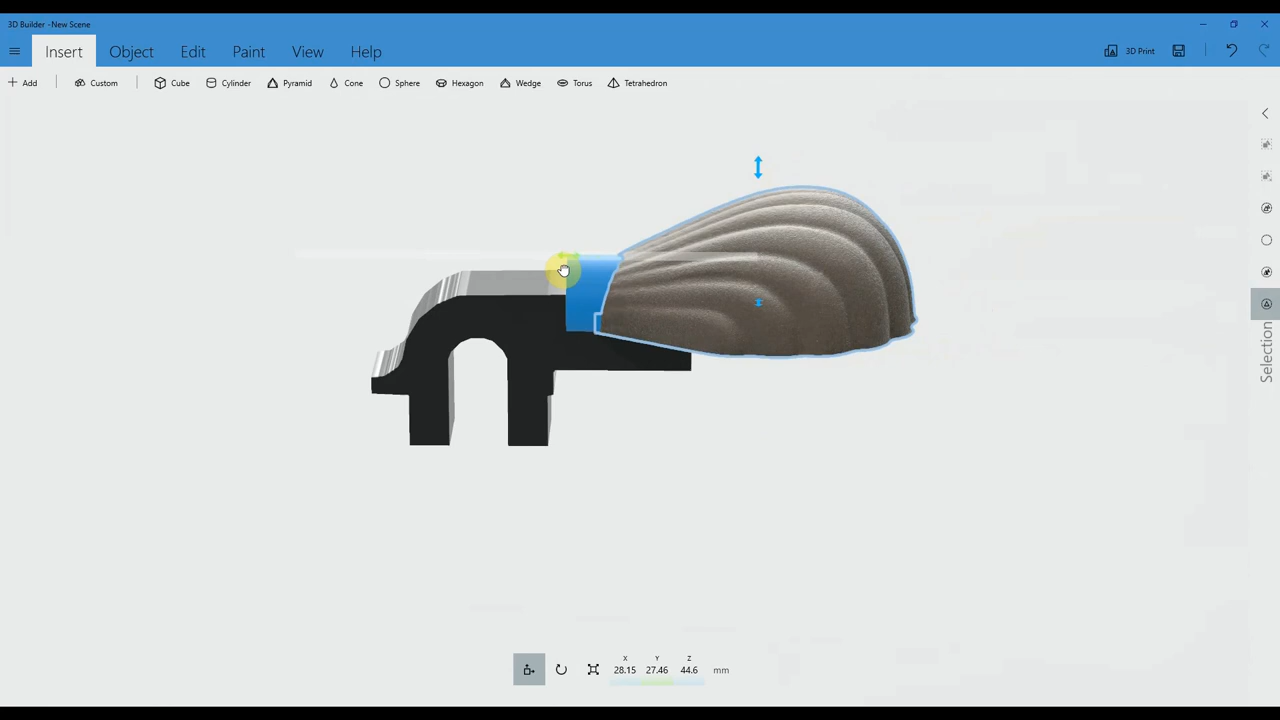 3D Builder -New Scene
Insert Object Edit Paint View Help 3D Print
Add Custom Cube Cylinder Pyramid Cone Sphere Hexagon Wedge Torus Tetrahedron
Selection
X Y Z
28.15 27.46 44.6 mm